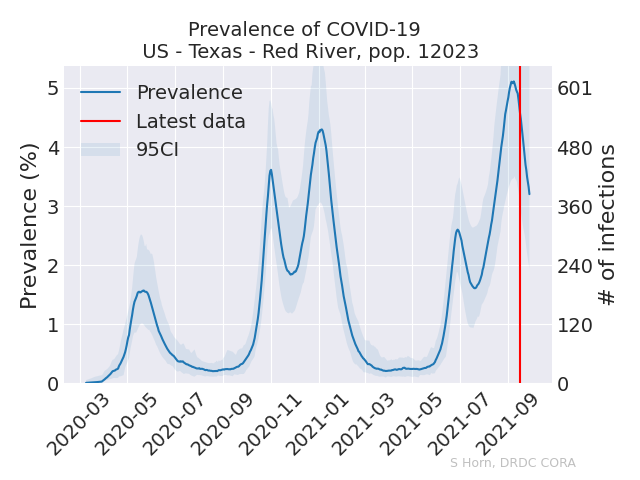 Prevalence of COVID-19
US - Texas - Red River, pop. 12023
Prevalence
Latest data
95CI
Prevalence (%)
5
4
3
2
1
0
# of infections
601
480
360
240
120
0
2020-03
2020-05
2020-07
2020-09
2020-11
2021-01
2021-03
2021-05
2021-07
2021-09
S Horn, DRDC CORA